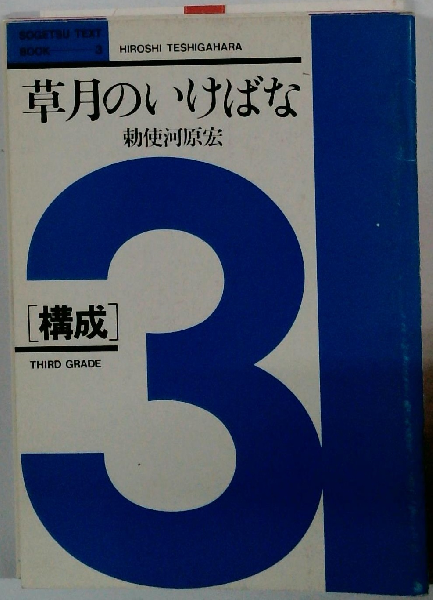 SOGETSU TEXT
BOOK 3
HIROSHI TESHIGAHARA
草月のいけばな
勅使河原宏
3
[構成]
THIRD GRADE